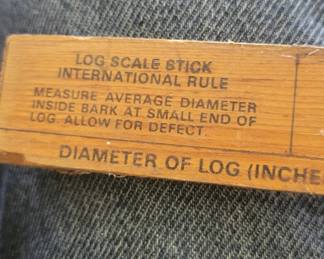 LOG SCALE STICK
INTERNATIONAL RULE
MEASURE AVERAGE DIAMETER
INSIDE BARK AT SMALL END OF
LOG. ALLOW FOR DEFECT.
DIAMETER OF LOG (INCHE